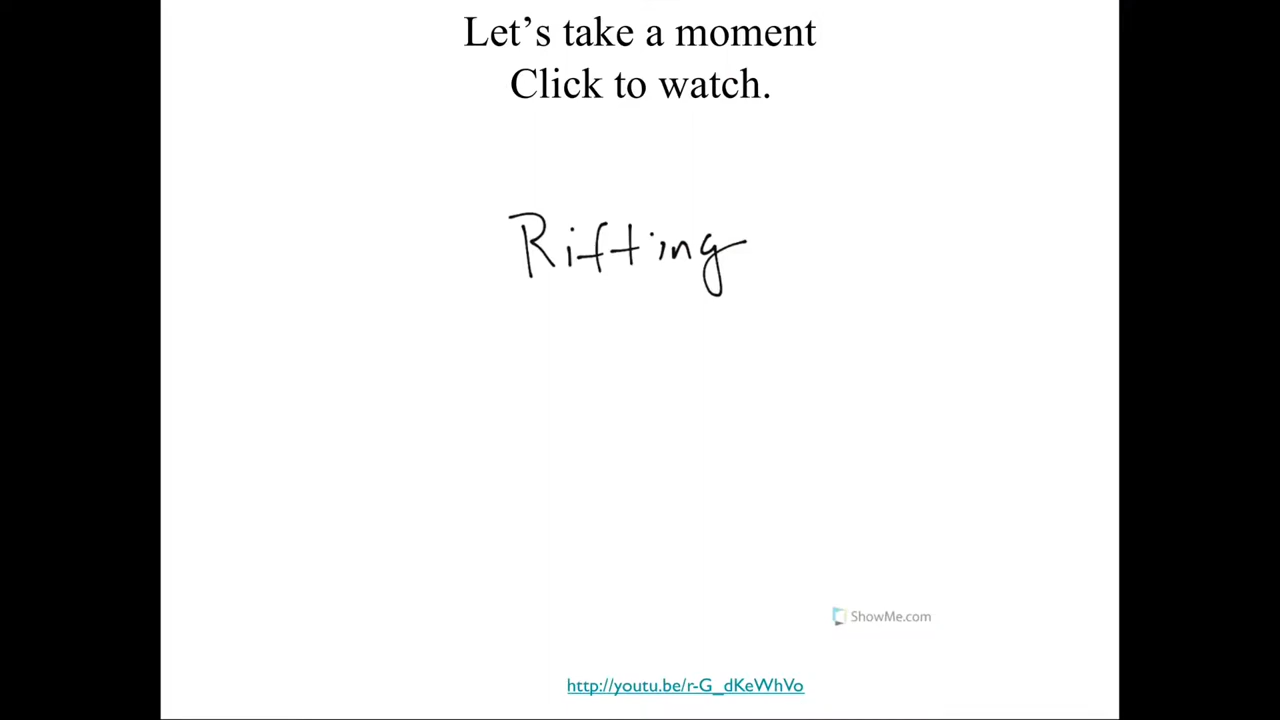 Let’s take a moment
Click to watch.
Rifting
ShowMe.com
http://youtu.be/r-G_dKeWhVo